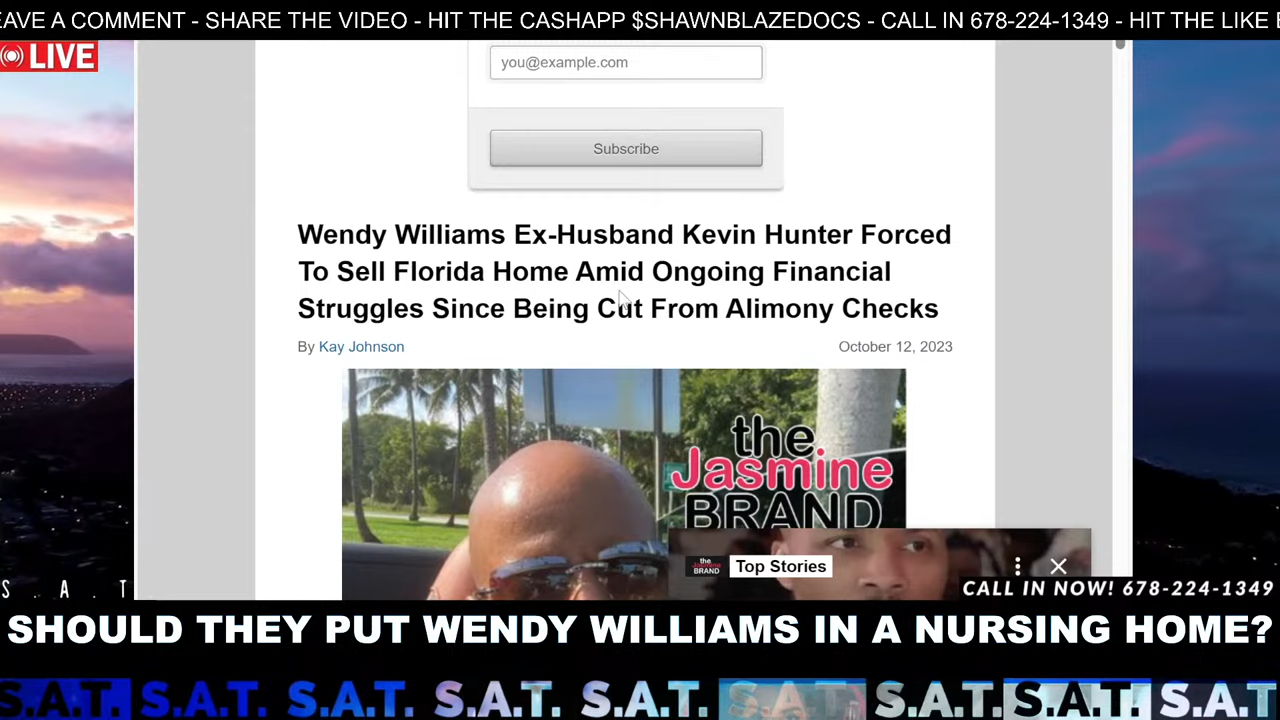 EAVE A COMMENT - SHARE THE VIDEO - HIT THE CASHAPP $SHAWNBLAZEDOCS - CALL IN 678-224-1349 - HIT THE LIKE
LIVE
you@example.com
Subscribe
Wendy Williams Ex-Husband Kevin Hunter Forced
To Sell Florida Home Amid Ongoing Financial
Struggles Since Being Cut From Alimony Checks
By Kay Johnson
October 12, 2023
the
Jasmine
BRAND
the
Jasmine
BRAND
Top Stories
S . A . T .
CALL IN NOW! 678-224-1349
SHOULD THEY PUT WENDY WILLIAMS IN A NURSING HOME?
S.A.T. S.A.T. S.A.T. S.A.T. S.A.T. S.A.T. S.A.T. S.A.T